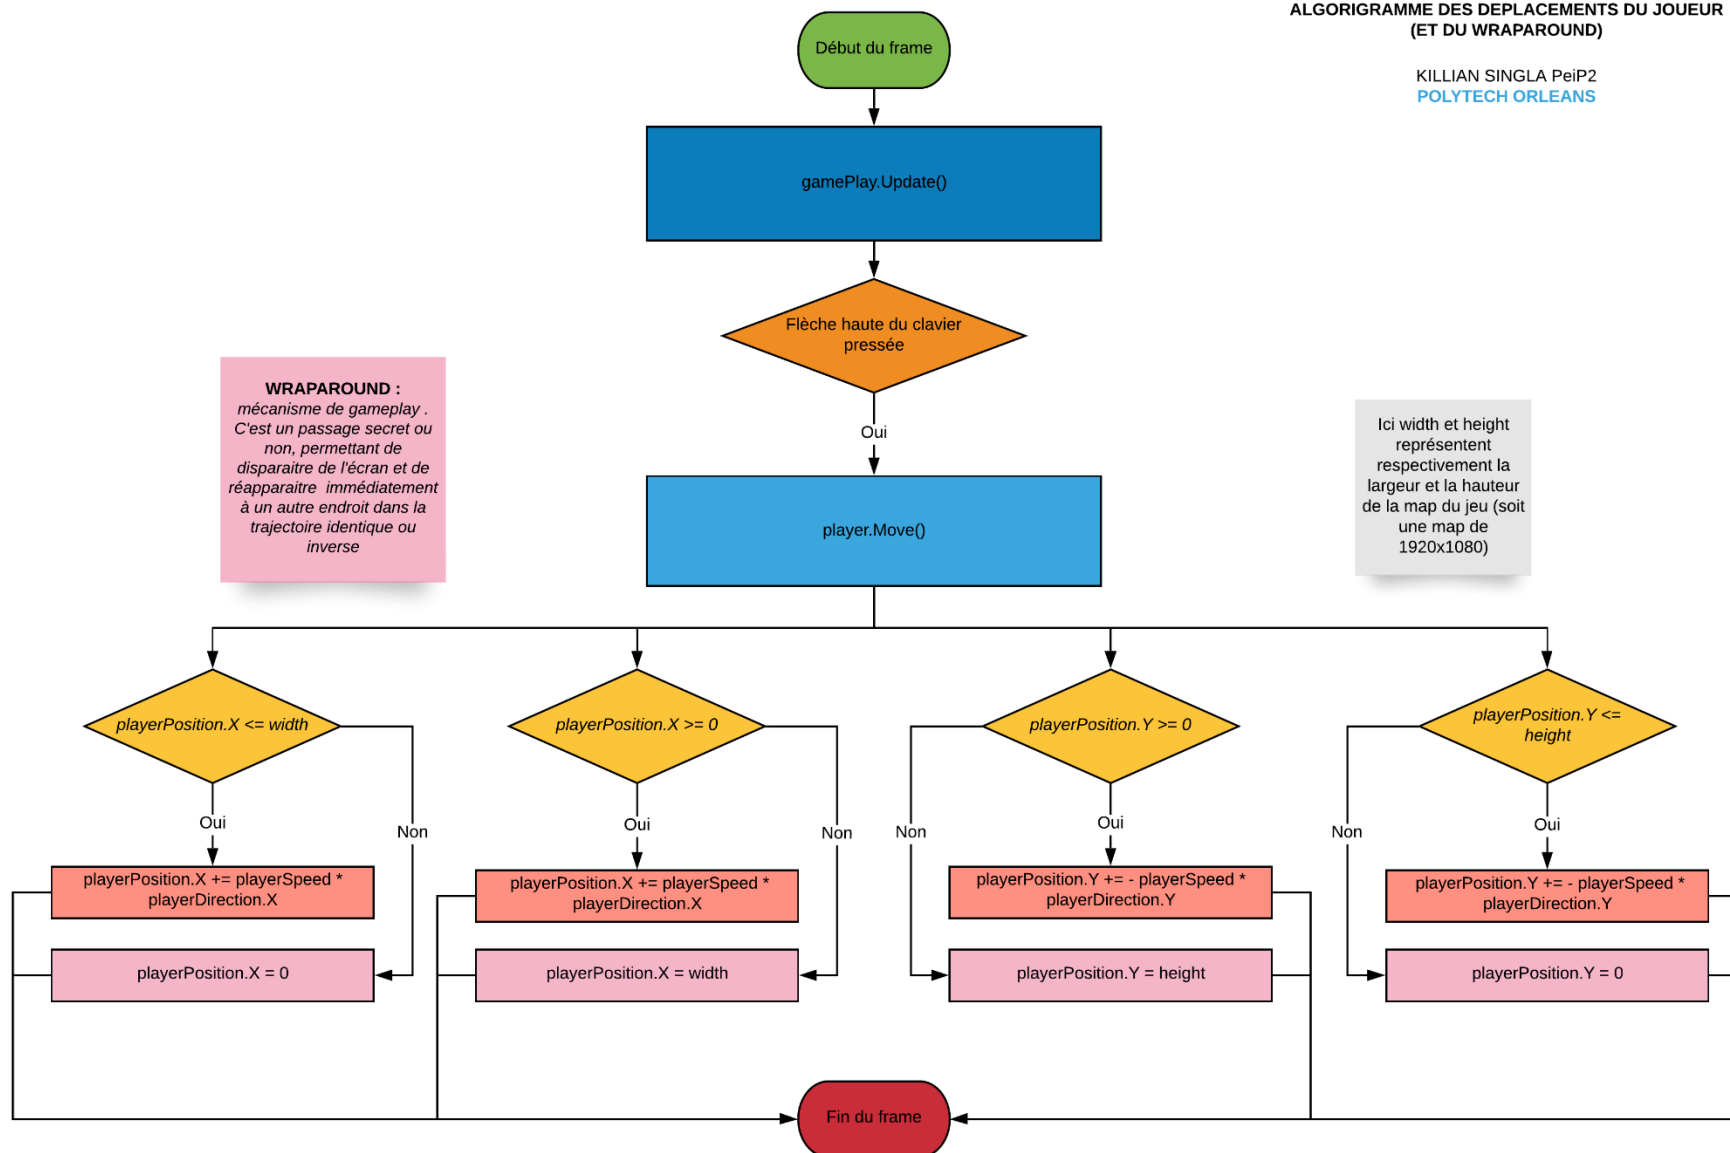 ALGORIGRAMME DES DEPLACEMENTS DU JOUEUR
(ET DU WRAPAROUND)
KILLIAN SINGLA PeiP2
POLYTECH ORLEANS
Début du frame
gamePlay.Update()
Flèche haute du clavier
pressée
WRAPAROUND :
mécanisme de gameplay .
C'est un passage secret ou
non, permettant de
disparaitre de l'écran et de
réapparaitre immédiatement
à un autre endroit dans la
trajectoire identique ou
inverse
Ici width et height
représentent
respectivement la
largeur et la hauteur
de la map du jeu (soit
une map de
1920x1080)
Oui
player.Move()
playerPosition.X <= width
playerPosition.X >= 0
playerPosition.Y >= 0
playerPosition.Y <=
height
Oui
Non
Oui
Non
Non
Oui
Non
Oui
playerPosition.X += playerSpeed *
playerDirection.X
playerPosition.X += playerSpeed *
playerDirection.X
playerPosition.Y += - playerSpeed *
playerDirection.Y
playerPosition.Y += - playerSpeed *
playerDirection.Y
playerPosition.X = 0
playerPosition.X = width
playerPosition.Y = height
playerPosition.Y = 0
Fin du frame